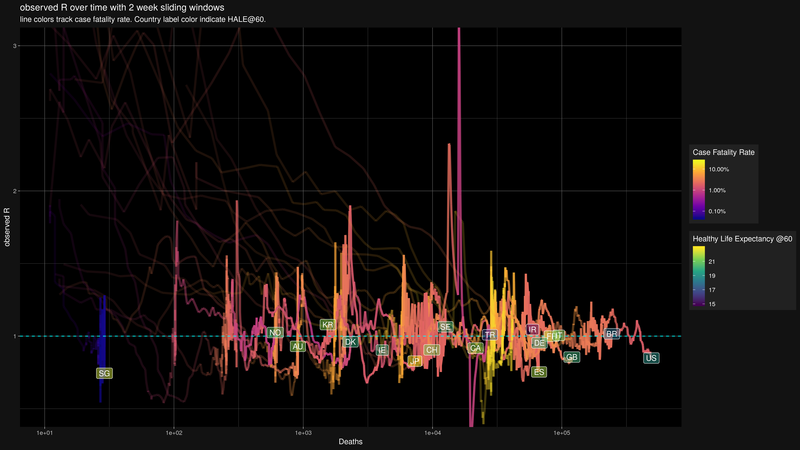 observed R over time with 2 week sliding windows
line colors track case fatality rate. Country label color indicate HALE@60.
3
2
1
observed R
NO
KR
AU
DK
IE
JP
CH
SE
CA
TR
IR
DE
IT
ES
GB
BR
US
SG
1e+01
1e+02
1e+03
1e+04
1e+05
Deaths
Case Fatality Rate
10.00%
1.00%
0.10%
Healthy Life Expectancy @60
21
19
17
15